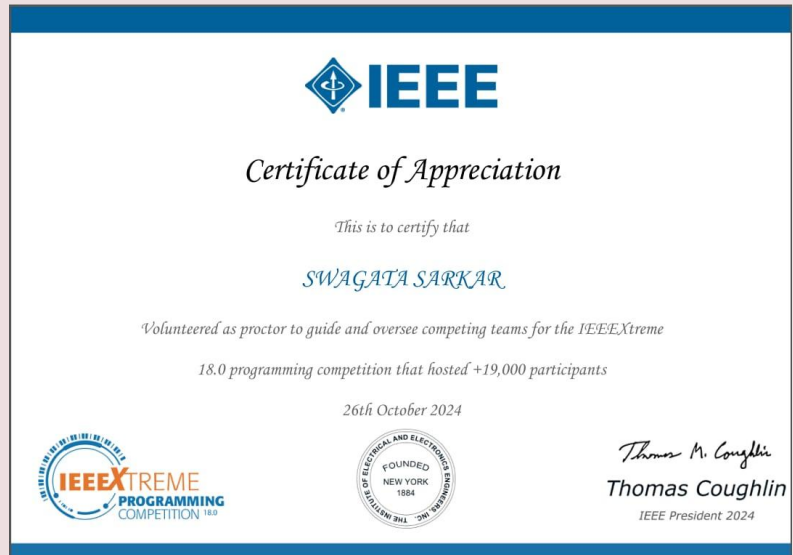 IEEE
Certificate of Appreciation
This is to certify that
SWAGATA SARKAR
Volunteered as proctor to guide and oversee competing teams for the IEEEXtreme
18.0 programming competition that hosted +19,000 participants
26th October 2024
IEEEXTREME
PROGRAMMING
COMPETITION 18.0
THE INSTITUTE OF ELECTRICAL AND ELECTRONICS ENGINEERS, INC.
FOUNDED
NEW YORK
1884
Thomas M. Coughlin
Thomas Coughlin
IEEE President 2024